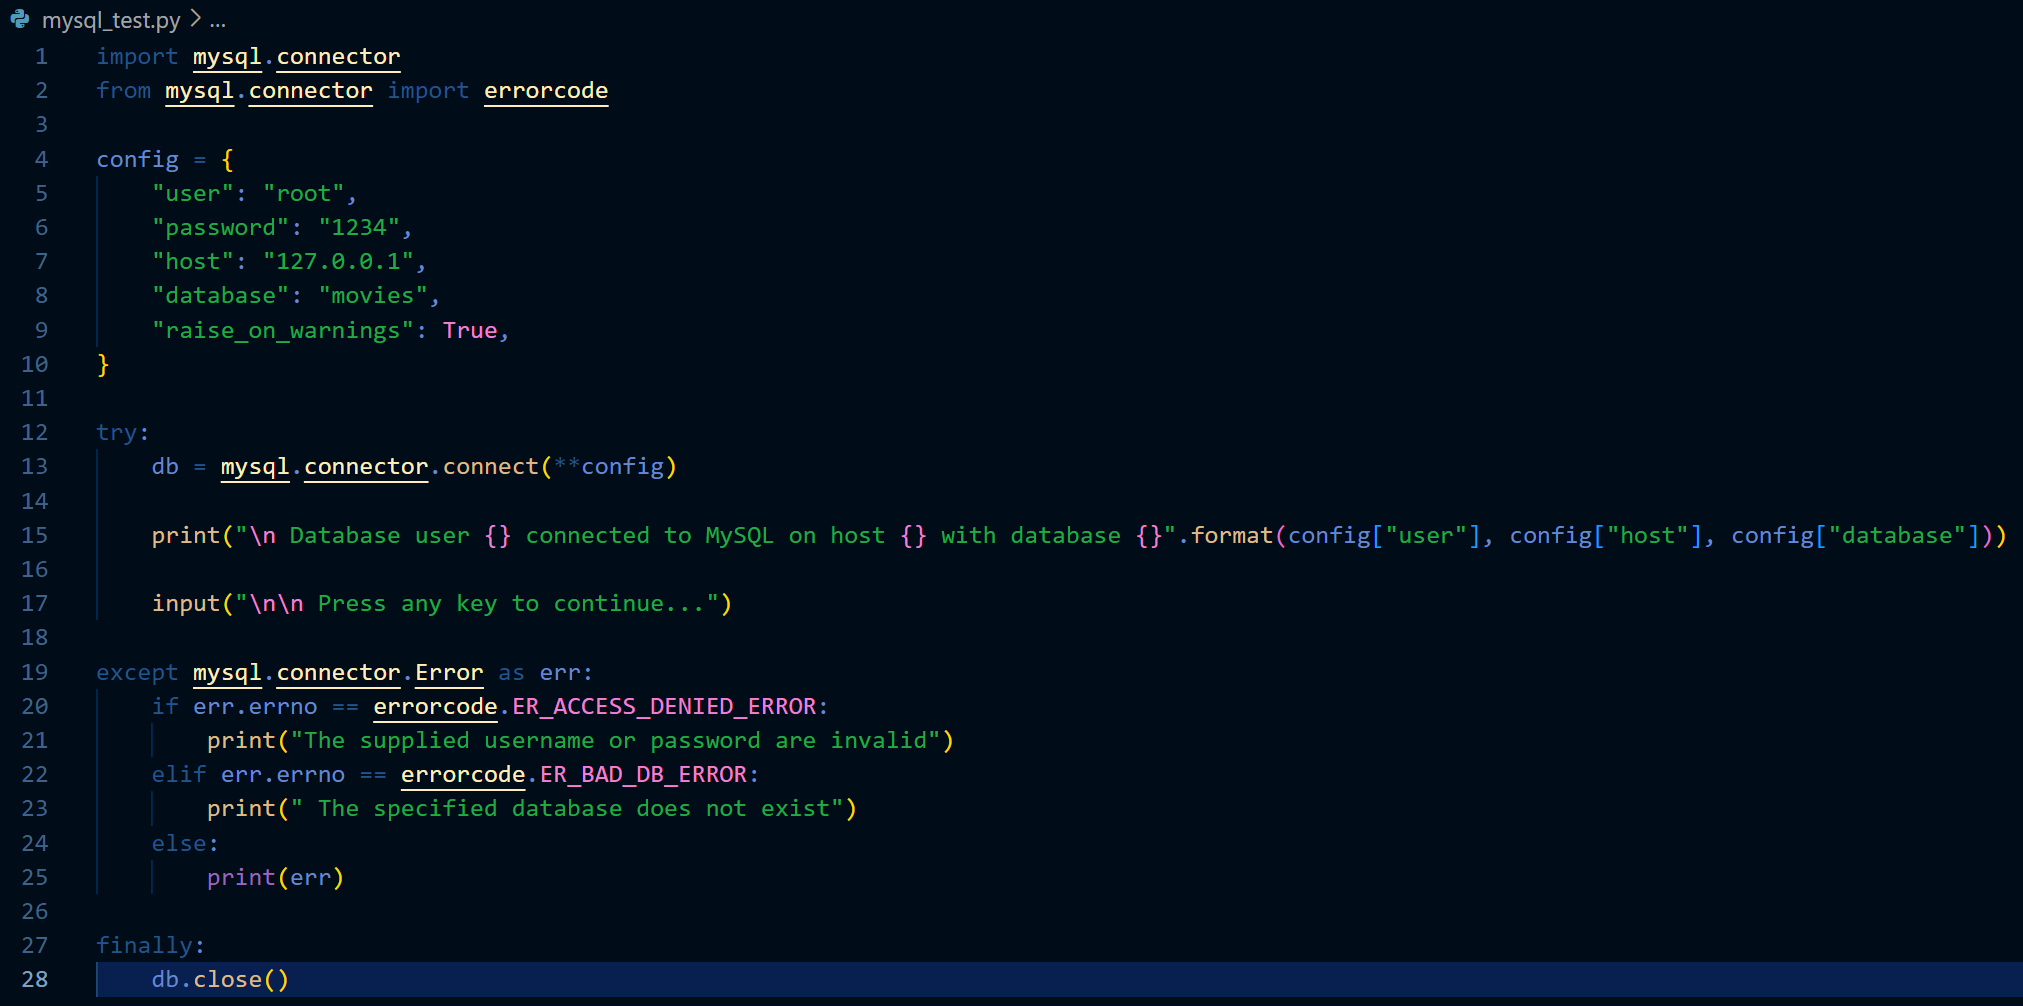 mysql_test.py > ...
1 import mysql.connector
2 from mysql.connector import errorcode
3
4 config = {
5     "user": "root",
6     "password": "1234",
7     "host": "127.0.0.1",
8     "database": "movies",
9     "raise_on_warnings": True,
10 }
11
12 try:
13     db = mysql.connector.connect(**config)
14
15     print("\n Database user {} connected to MySQL on host {} with database {}".format(config["user"], config["host"], config["database"]))
16
17     input("\n\n Press any key to continue...")
18
19 except mysql.connector.Error as err:
20     if err.errno == errorcode.ER_ACCESS_DENIED_ERROR:
21         print("The supplied username or password are invalid")
22     elif err.errno == errorcode.ER_BAD_DB_ERROR:
23         print(" The specified database does not exist")
24     else:
25         print(err)
26
27 finally:
28     db.close()